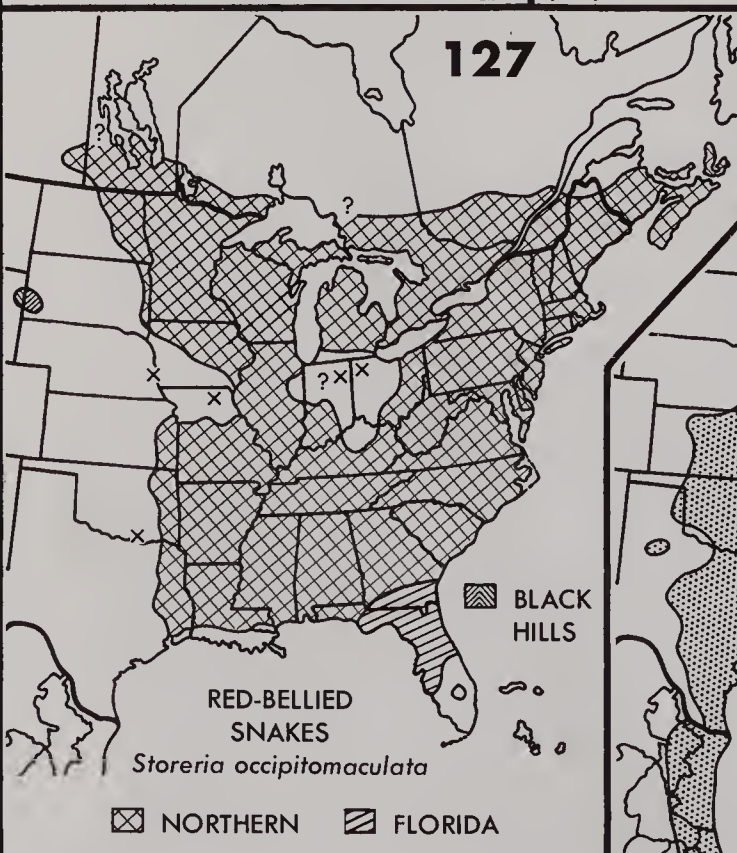 127
?
?
x
x
? x x
x
BLACK
HILLS
RED-BELLIED
SNAKES
Storeria occipitomaculata
NORTHERN
FLORIDA